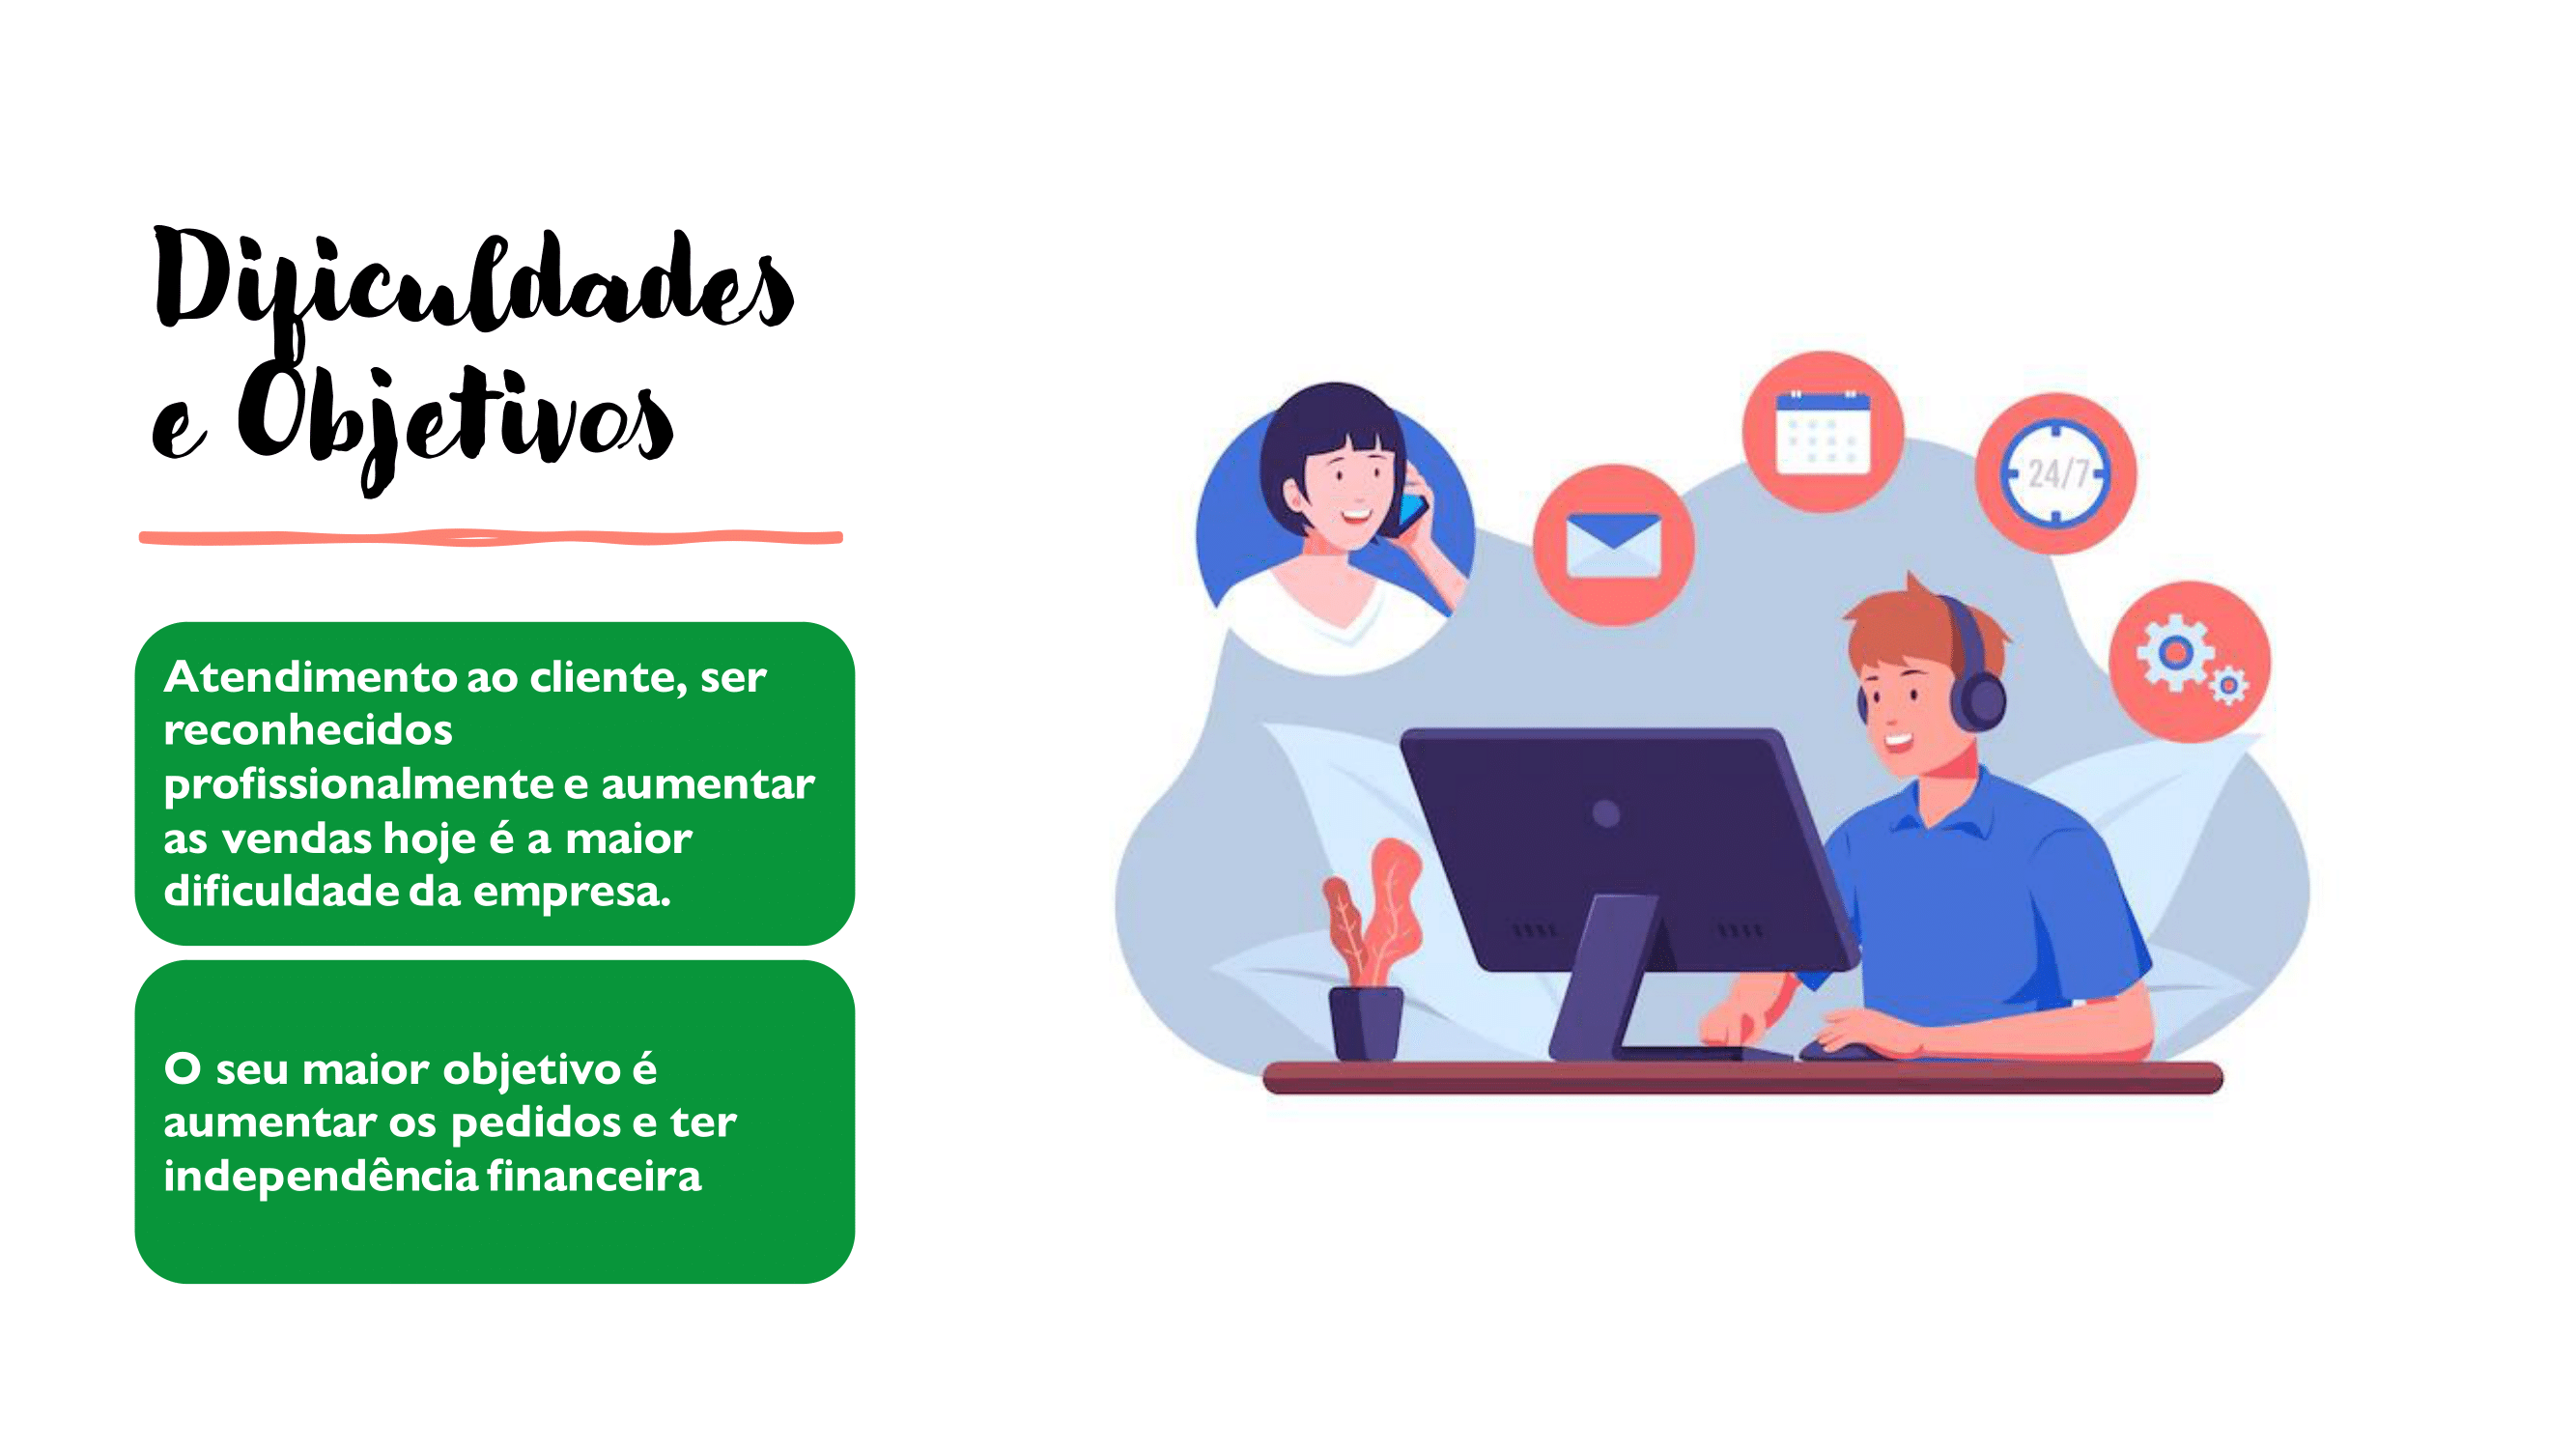 Dificuldades
e Objetivos
Atendimento ao cliente, ser
reconhecidos
profissionalmente e aumentar
as vendas hoje é a maior
dificuldade da empresa.
O seu maior objetivo é
aumentar os pedidos e ter
independência financeira
24/7